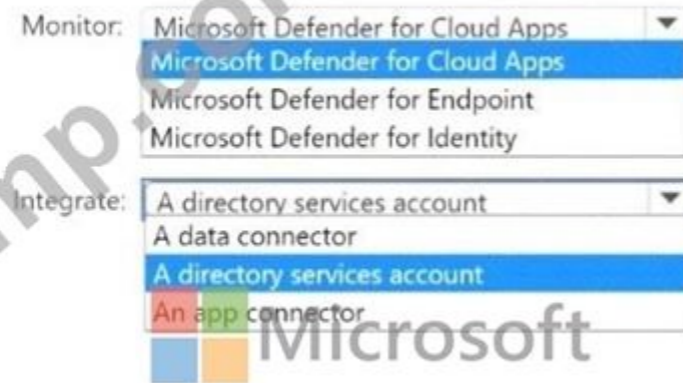 Monitor: Microsoft Defender for Cloud Apps
Microsoft Defender for Cloud Apps
Microsoft Defender for Endpoint
Microsoft Defender for Identity
Integrate: A directory services account
A data connector
A directory services account
An app connector
Microsoft